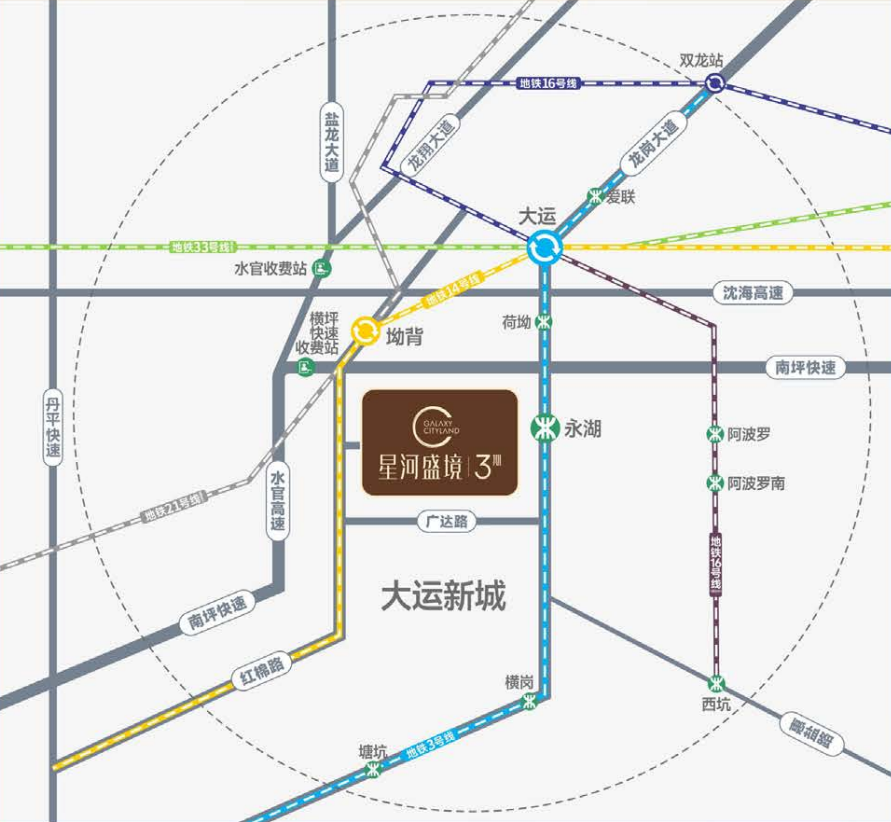 双龙站
地铁16号线
盐龙大道
龙翔大道
龙岗大道
爱联
大运
地铁33号线
水官收费站
地铁14号线
沈海高速
横坪
快速
收费站
坳背
荷坳
南坪快速
丹平快速
GALAXY
CITYLAND
星河盛境 3期
永湖
阿波罗
阿波罗南
水官高速
地铁21号线
广达路
地铁16号线
大运新城
南坪快速
红棉路
横岗
西坑
惠盐路
地铁3号线
塘坑